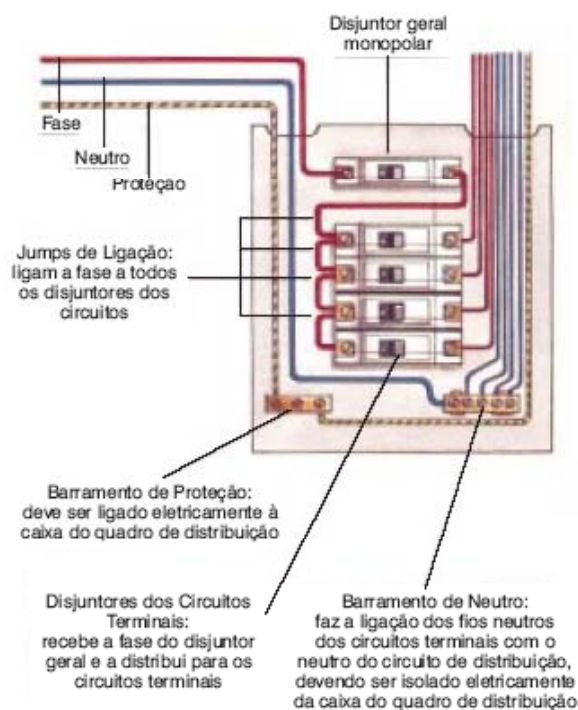 Disjuntor geral
monopolar
Fase
Neutro
Proteção
Jumps de Ligação:
ligam a fase a todos
os disjuntores dos
circuitos
Barramento de Proteção:
deve ser ligado eletricamente à
caixa do quadro de distribuição
Disjuntores dos Circuitos
Terminais:
recebe a fase do disjuntor
geral e a distribui para os
circuitos terminais
Barramento de Neutro:
faz a ligação dos fios neutros
dos circuitos terminais com o
neutro do circuito de distribuição,
devendo ser isolado eletricamente
da caixa do quadro de distribuição